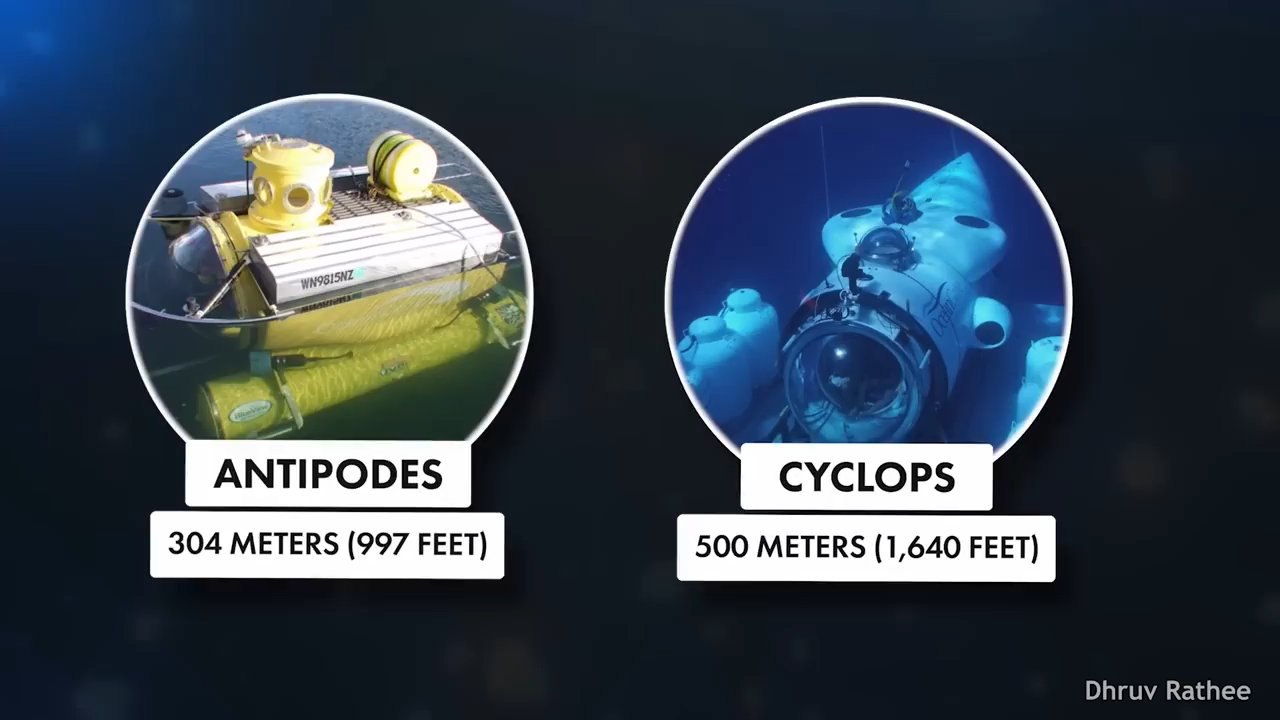 WN9815NZ
ANTIPODES
304 METERS (997 FEET)
CYCLOPS
500 METERS (1,640 FEET)
Dhruv Rathee